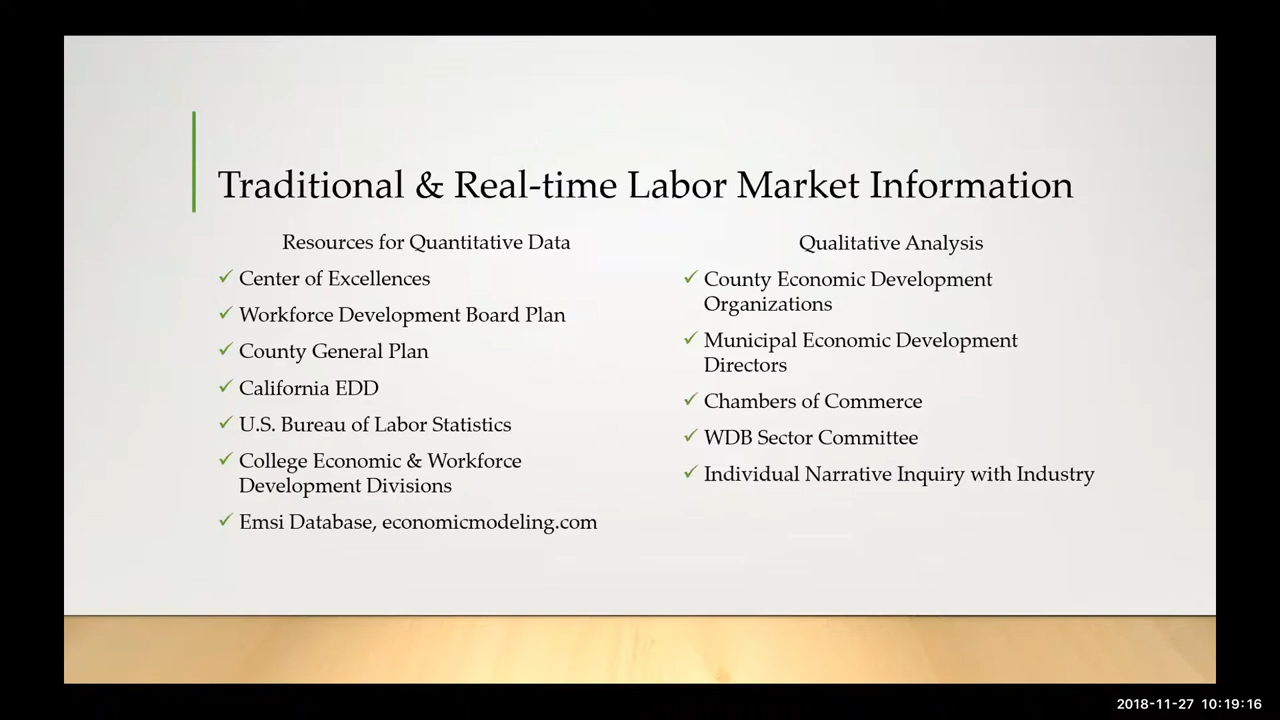 Traditional & Real-time Labor Market Information
Resources for Quantitative Data
✓ Center of Excellences
✓ Workforce Development Board Plan
✓ County General Plan
✓ California EDD
✓ U.S. Bureau of Labor Statistics
✓ College Economic & Workforce
Development Divisions
✓ Emsi Database, economicmodeling.com
Qualitative Analysis
✓ County Economic Development
Organizations
✓ Municipal Economic Development
Directors
✓ Chambers of Commerce
✓ WDB Sector Committee
✓ Individual Narrative Inquiry with Industry
2018-11-27 10:19:16